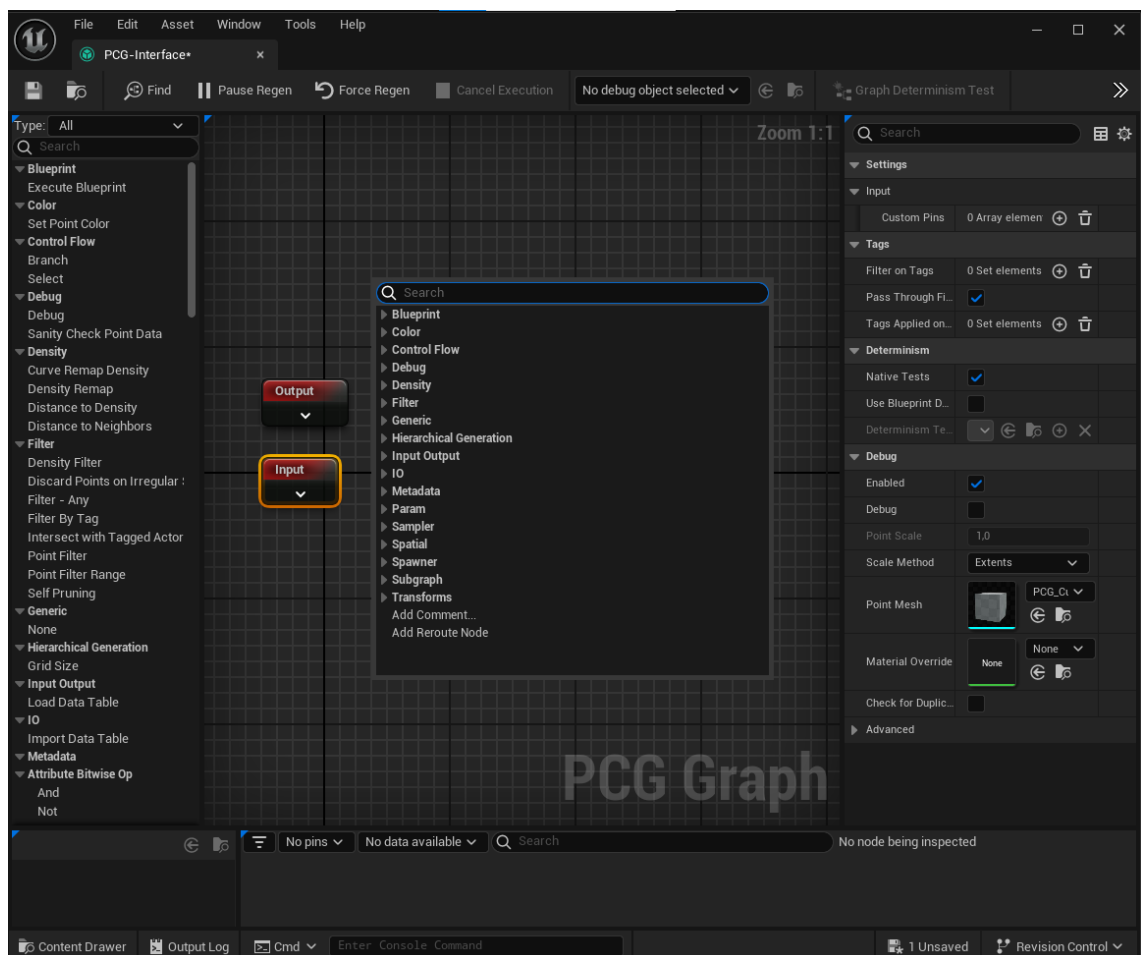 File Edit Asset Window Tools Help
PCG-Interface*
Find Pause Regen Force Regen Cancel Execution No debug object selected Graph Determinism Test
Type: All
Search
Blueprint
Execute Blueprint
Color
Set Point Color
Control Flow
Branch
Select
Debug
Debug
Sanity Check Point Data
Density
Curve Remap Density
Density Remap
Distance to Density
Distance to Neighbors
Filter
Density Filter
Discard Points on Irregular
Filter - Any
Filter By Tag
Intersect with Tagged Actor
Point Filter
Point Filter Range
Self Pruning
Generic
None
Hierarchical Generation
Grid Size
Input Output
Load Data Table
IO
Import Data Table
Metadata
Attribute Bitwise Op
And
Not
Zoom 1:1
Output
Input
Search
Blueprint
Color
Control Flow
Debug
Density
Filter
Generic
Hierarchical Generation
Input Output
IO
Metadata
Param
Sampler
Spatial
Spawner
Subgraph
Transforms
Add Comment...
Add Reroute Node
PCG Graph
Search
Settings
Input
Custom Pins 0 Array elemen
Tags
Filter on Tags 0 Set elements
Pass Through Fi...
Tags Applied on... 0 Set elements
Determinism
Native Tests
Use Blueprint D...
Determinism Te...
Debug
Enabled
Debug
Point Scale 1,0
Scale Method Extents
Point Mesh PCG_Cu
Material Override None None
Check for Duplic...
Advanced
No pins No data available Search No node being inspected
Content Drawer Output Log Cmd Enter Console Command 1 Unsaved Revision Control